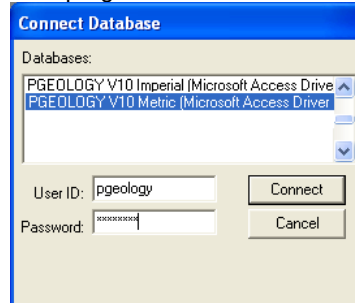 Connect Database
Databases:
PGEOLOGY V10 Imperial (Microsoft Access Drive
PGEOLOGY V10 Metric (Microsoft Access Driver
User ID: pgeology Connect
Password: ******** Cancel